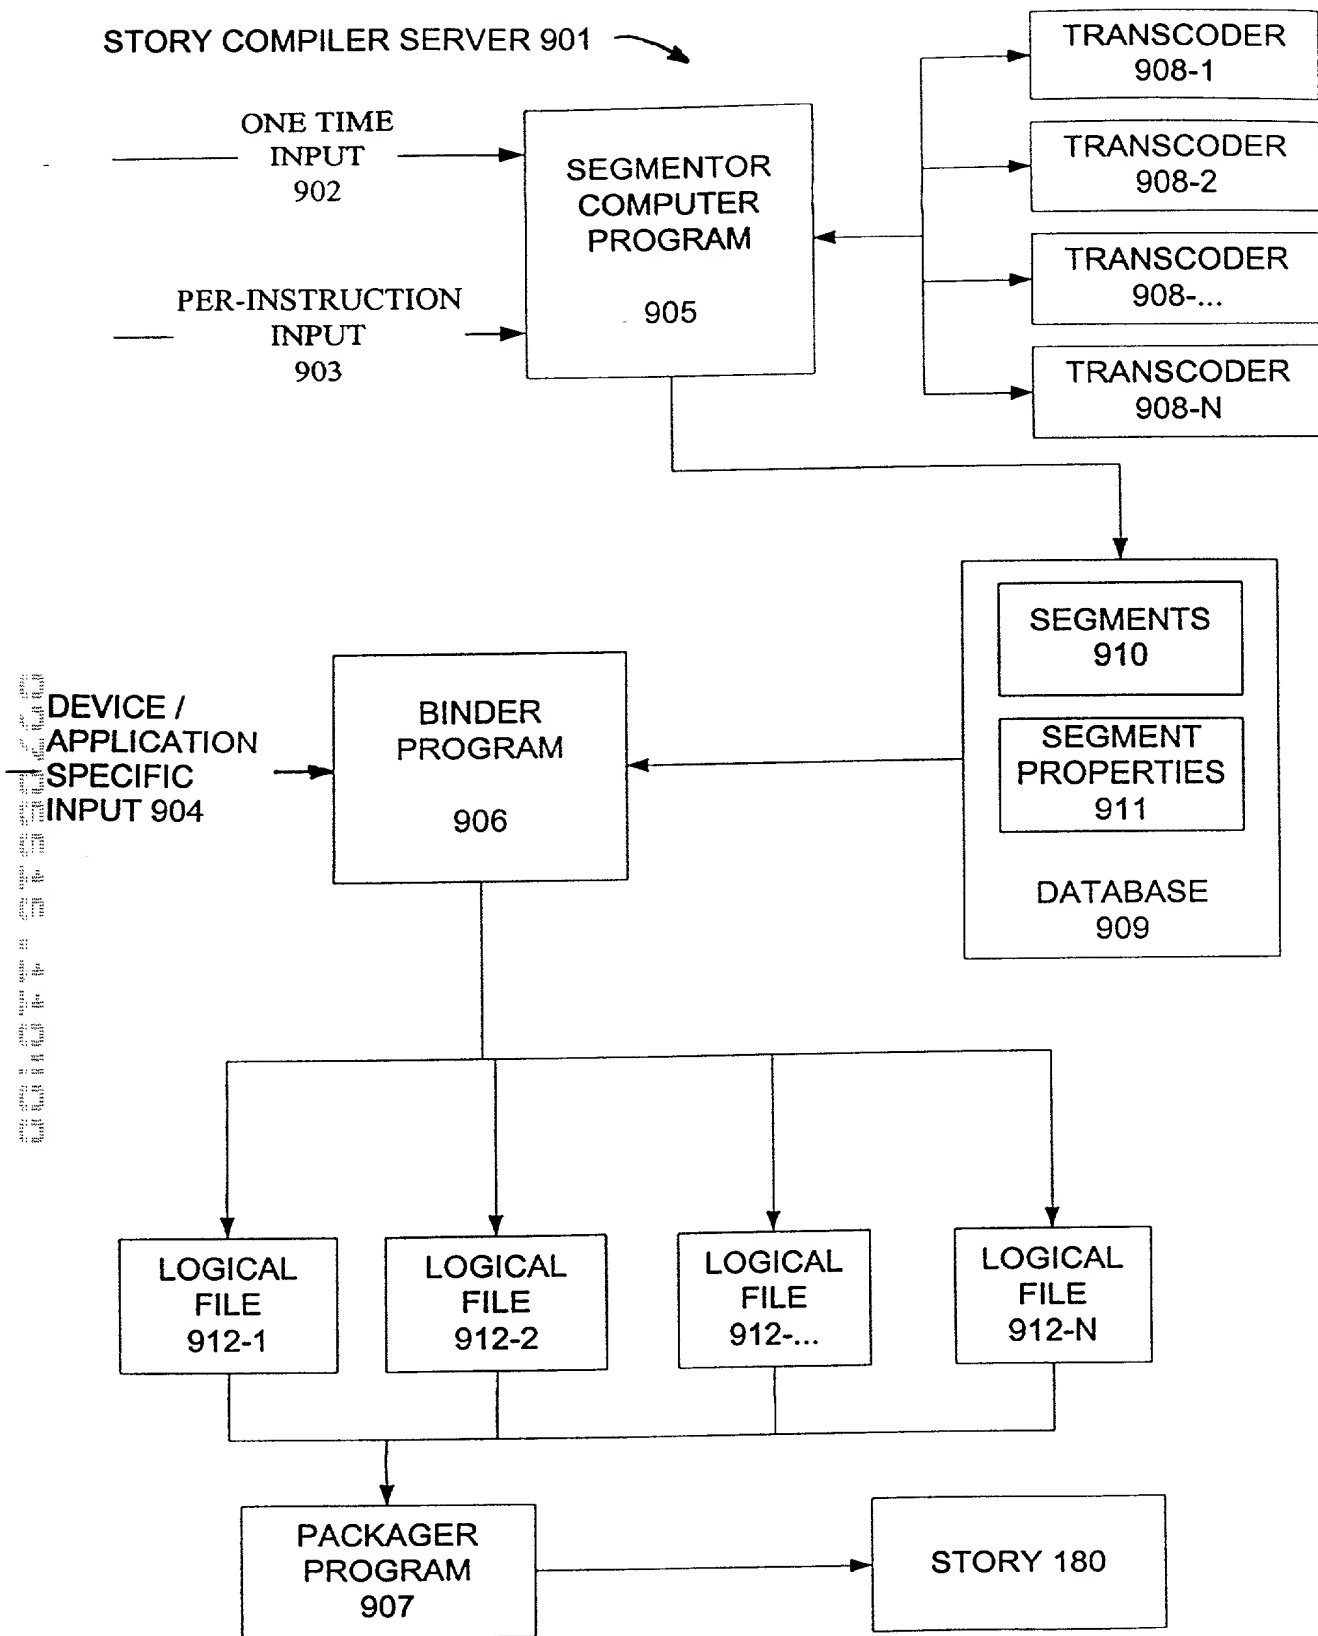 STORY COMPILER SERVER 901
TRANSCODER
908-1
ONE TIME
INPUT
902
TRANSCODER
908-2
SEGMENTOR
COMPUTER
PROGRAM
905
TRANSCODER
908-...
PER-INSTRUCTION
INPUT
903
TRANSCODER
908-N
SEGMENTS
910
SEGMENT
PROPERTIES
911
DATABASE
909
DEVICE /
APPLICATION
SPECIFIC
INPUT 904
BINDER
PROGRAM
906
LOGICAL
FILE
912-1
LOGICAL
FILE
912-2
LOGICAL
FILE
912-...
LOGICAL
FILE
912-N
PACKAGER
PROGRAM
907
STORY 180